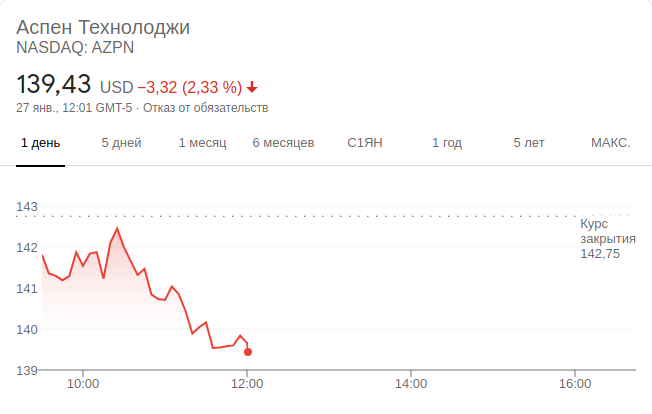 Аспен Технолоджи
NASDAQ: AZPN
139,43 USD −3,32 (2,33 %)
27 янв., 12:01 GMT-5 · Отказ от обязательств
1 день 5 дней 1 месяц 6 месяцев С1ЯН 1 год 5 лет МАКС.
143
Курс
закрытия
142,75
142
141
140
139
10:00 12:00 14:00 16:00